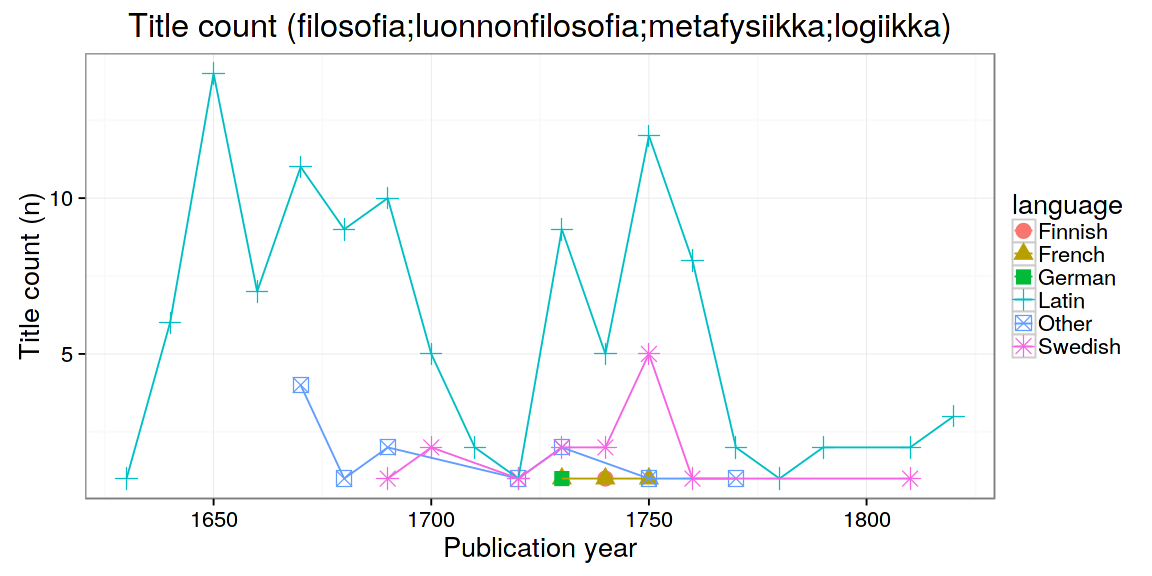 Title count (filosofia;luonnonfilosofia;metafysiikka;logiikka)
Title count (n)
10
5
1650
1700
1750
1800
Publication year
language
Finnish
French
German
Latin
Other
Swedish